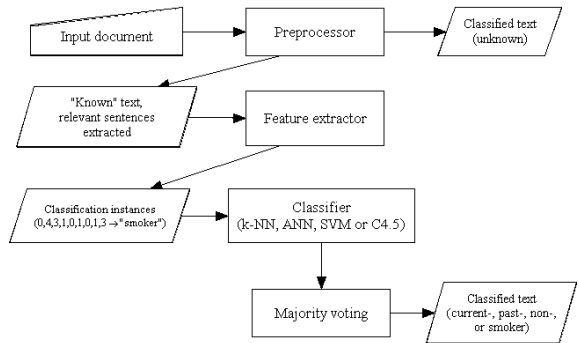 Input document
Preprocessor
Classified text
(unknown)
"Known" text,
relevant sentences
extracted
Feature extractor
Classification instances
(0,4,3,1,0,1,0,1,3→"smoker")
Classifier
(k-NN, ANN, SVM or C4.5)
Majority voting
Classified text
(current-, past-, non-,
or smoker)